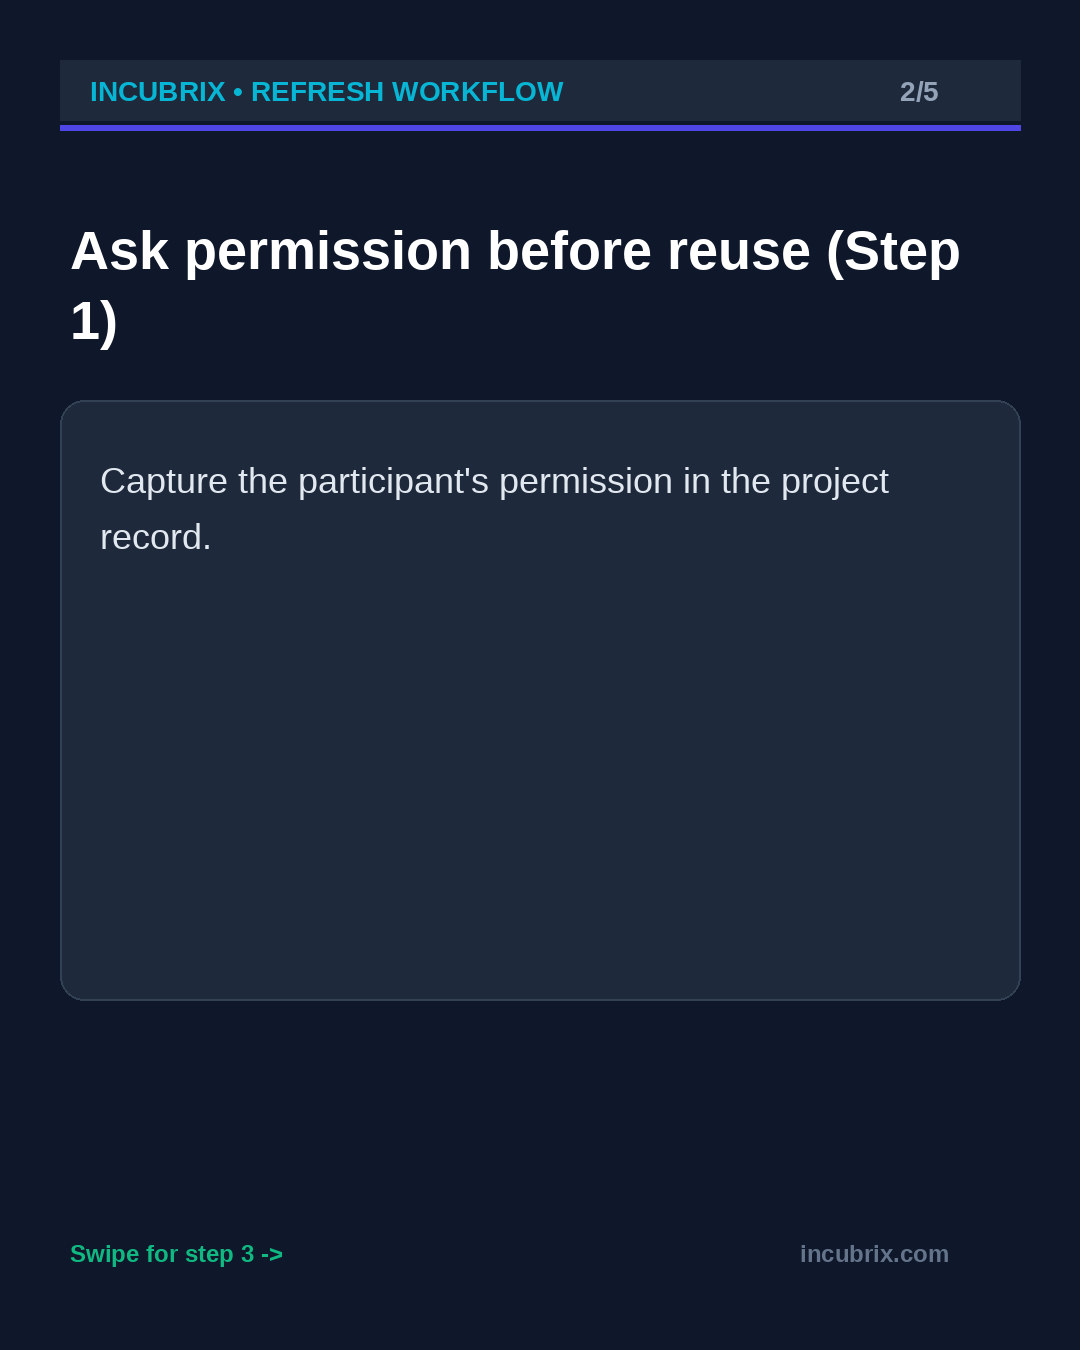 INCUBRIX • REFRESH WORKFLOW 2/5
Ask permission before reuse (Step
1)
Capture the participant's permission in the project
record.
Swipe for step 3 -> incubrix.com